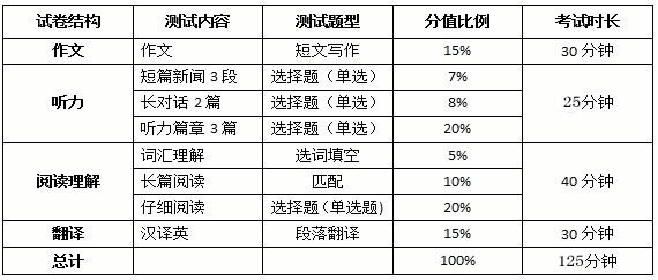 试卷结构 测试内容 测试题型 分值比例 考试时长
作文 作文 短文写作 15% 30 分钟
听力 短篇新闻 3 段 选择题（单选） 7% 25分钟
长对话 2 篇 选择题（单选） 8%
听力篇章 3 篇 选择题（单选） 20%
阅读理解 词汇理解 选词填空 5% 40 分钟
长篇阅读 匹配 10%
仔细阅读 选择题(单选题) 20%
翻译 汉译英 段落翻译 15% 30 分钟
总计 100% 125分钟